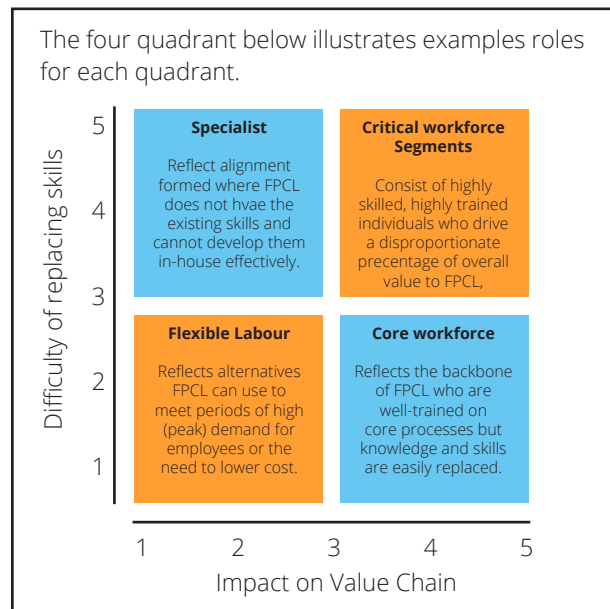 The four quadrant below illustrates examples roles
for each quadrant.
Difficulty of replacing skills
5
4
3
2
1
Specialist
Reflect alignment
formed where FPCL
does not hvae the
existing skills and
cannot develop them
in-house effectively.
Critical workforce
Segments
Consist of highly
skilled, highly trained
individuals who drive
a disproportionate
precentage of overall
value to FPCL,
Flexible Labour
Reflects alternatives
FPCL can use to
meet periods of high
(peak) demand for
employees or the
need to lower cost.
Core workforce
Reflects the backbone
of FPCL who are
well-trained on
core processes but
knowledge and skills
are easily replaced.
1 2 3 4 5
Impact on Value Chain